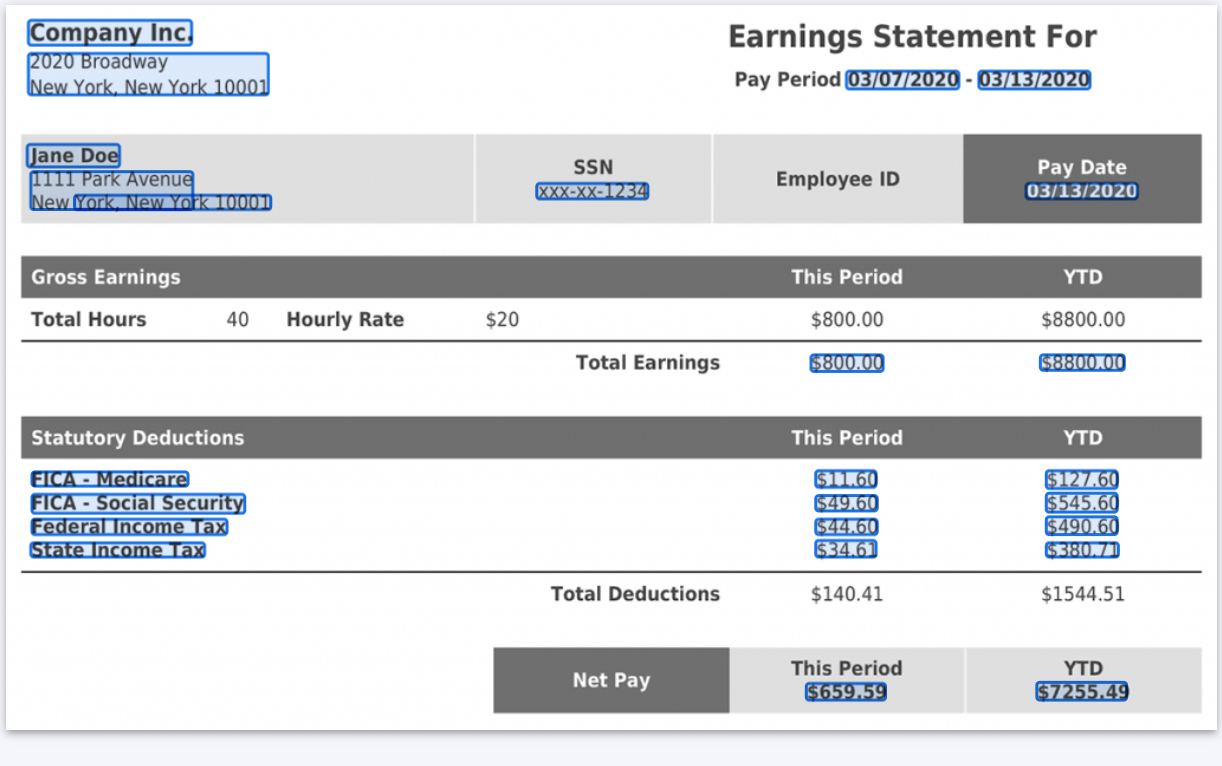 Company Inc.
2020 Broadway
New York, New York 10001
Earnings Statement For
Pay Period 03/07/2020 - 03/13/2020
Jane Doe
1111 Park Avenue
New York, New York 10001
SSN
xxx-xx-1234
Employee ID
Pay Date
03/13/2020
Gross Earnings This Period YTD
Total Hours 40 Hourly Rate $20 $800.00 $8800.00
Total Earnings $800.00 $8800.00
Statutory Deductions This Period YTD
FICA - Medicare $11.60 $127.60
FICA - Social Security $49.60 $545.60
Federal Income Tax $44.60 $490.60
State Income Tax $34.61 $380.71
Total Deductions $140.41 $1544.51
Net Pay
This Period
$659.59
YTD
$7255.49